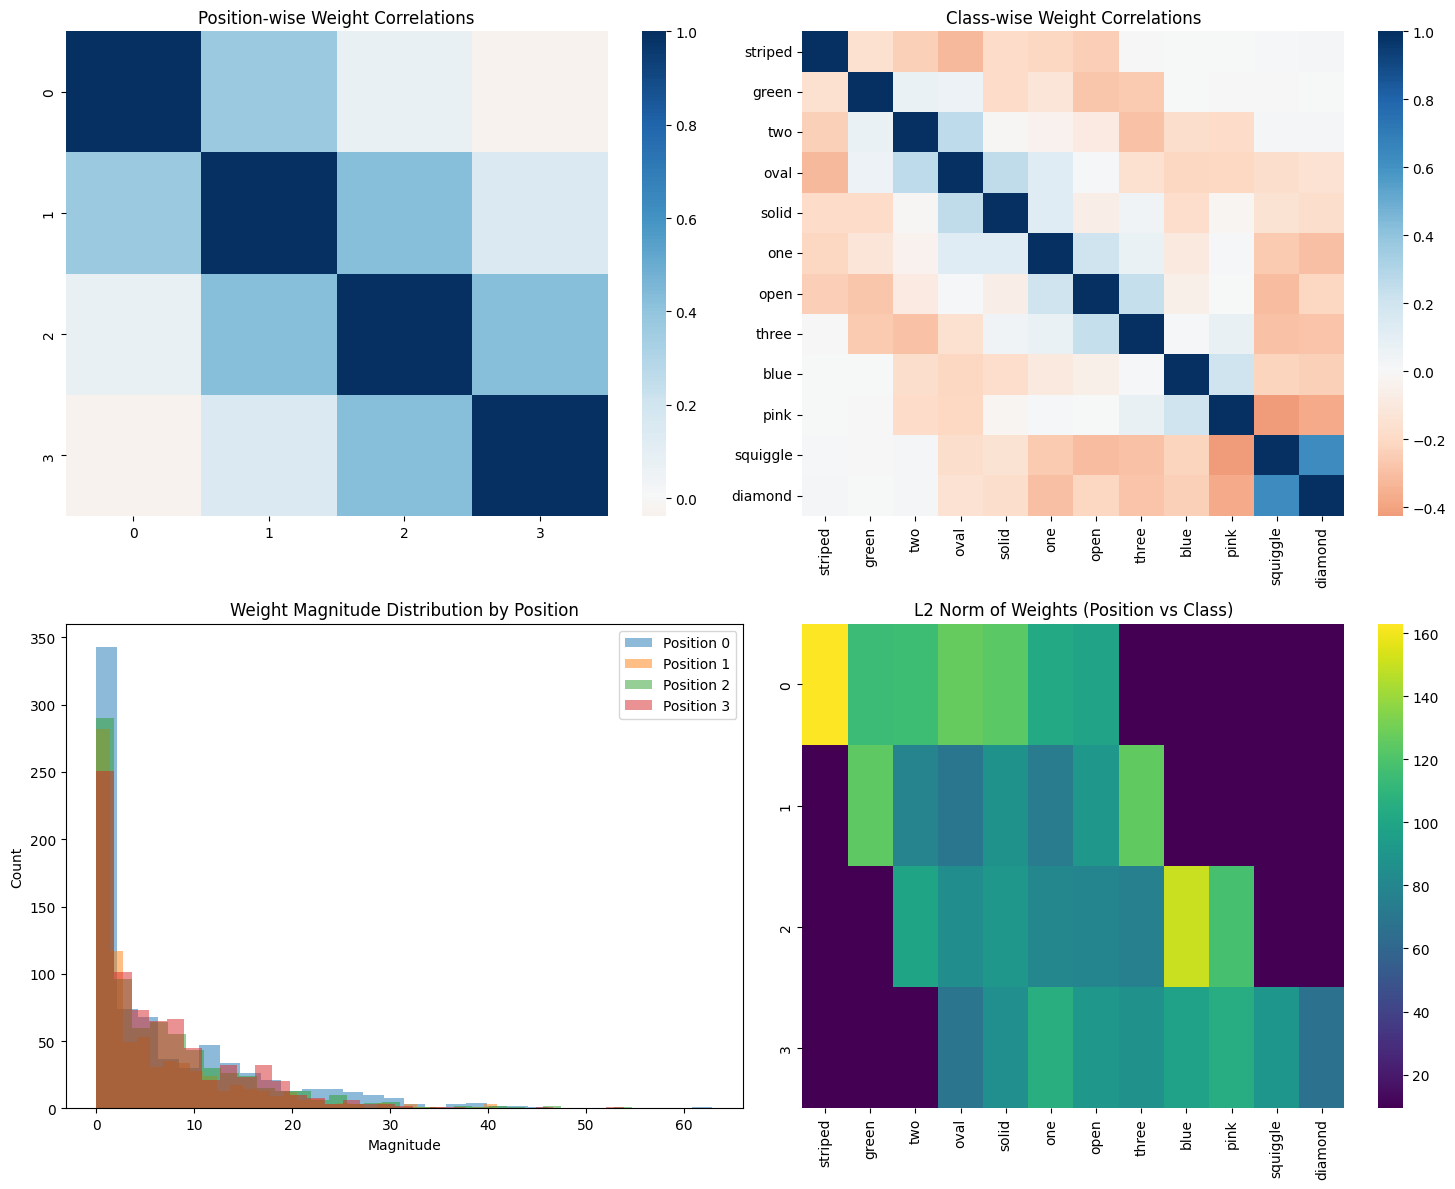 Position-wise Weight Correlations
0
1
2
3
0 1 2 3
1.0
0.8
0.6
0.4
0.2
0.0
Class-wise Weight Correlations
striped
green
two
oval
solid
one
open
three
blue
pink
squiggle
diamond
striped green two oval solid one open three blue pink squiggle diamond
1.0
0.8
0.6
0.4
0.2
0.0
−0.2
−0.4
Weight Magnitude Distribution by Position
Count
350
300
250
200
150
100
50
0
Position 0
Position 1
Position 2
Position 3
0 10 20 30 40 50 60
Magnitude
L2 Norm of Weights (Position vs Class)
0
1
2
3
striped green two oval solid one open three blue pink squiggle diamond
160
140
120
100
80
60
40
20